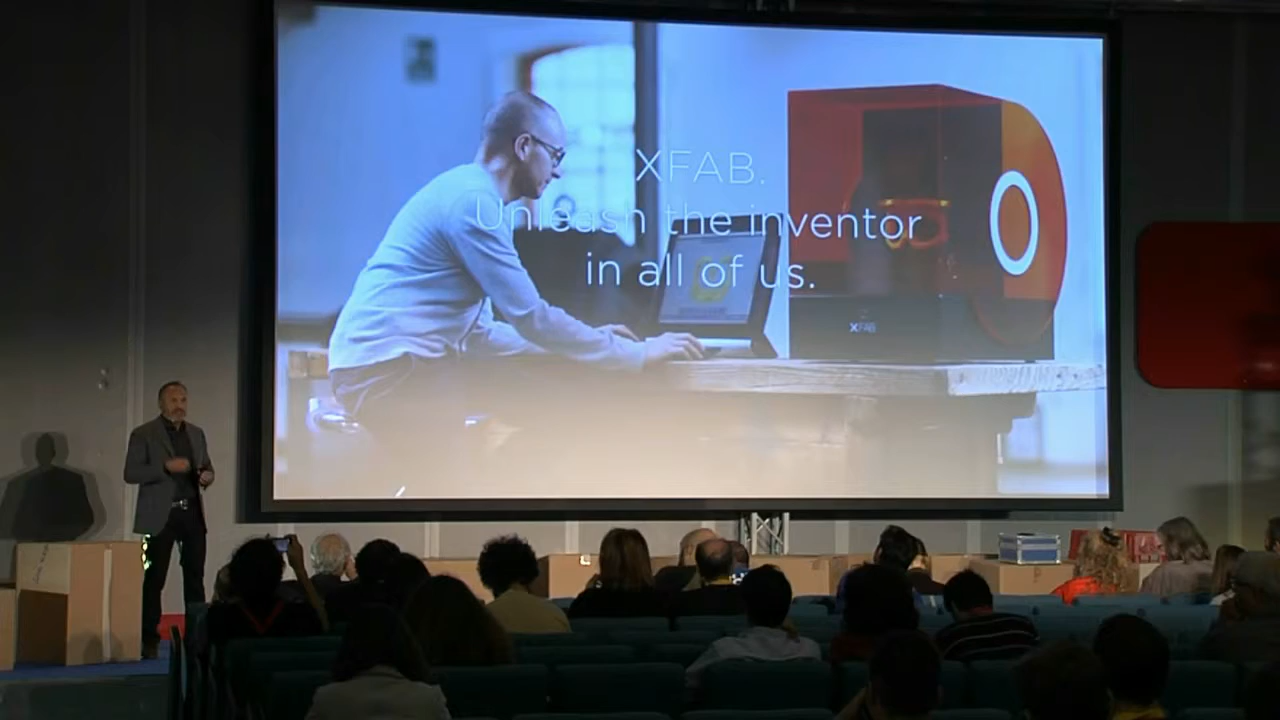 XFAB.
Unleash the inventor
in all of us.
XFAB